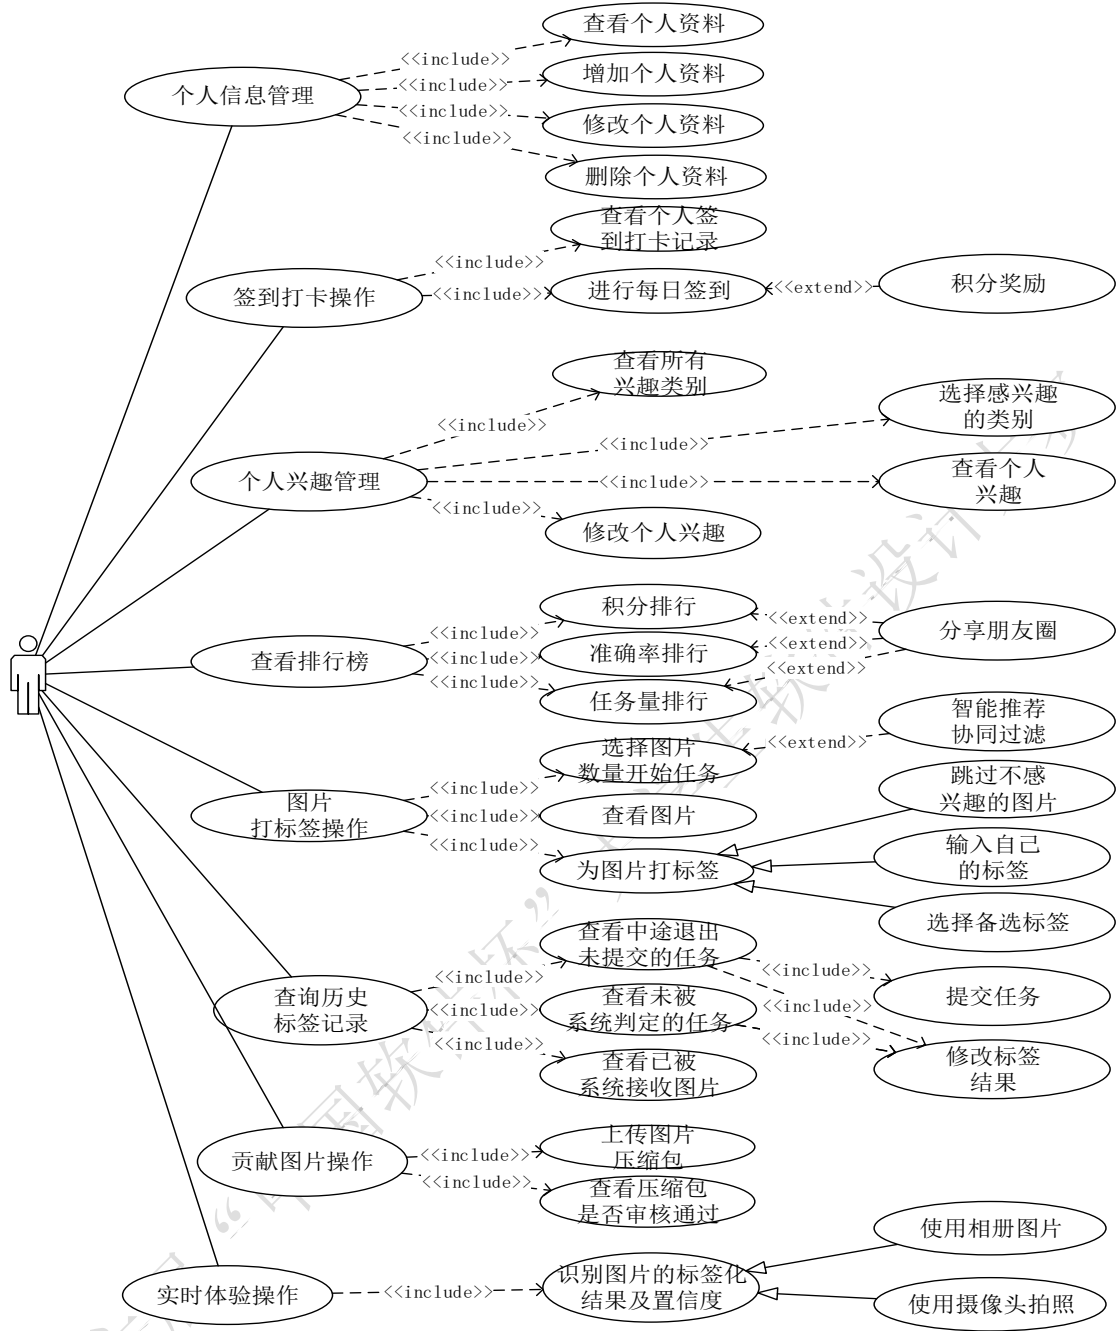 查看个人资料
<<include>>
增加个人资料
<<include>>
个人信息管理
<<include>>
修改个人资料
<<include>>
删除个人资料
查看个人签
到打卡记录
<<include>>
签到打卡操作
<<include>>
进行每日签到
<<extend>>
积分奖励
查看所有
兴趣类别
选择感兴趣
的类别
<<include>>
<<include>>
个人兴趣管理
<<include>>
查看个人
兴趣
<<include>>
修改个人兴趣
积分排行
<<extend>>
<<include>>
分享朋友圈
查看排行榜
<<include>>
准确率排行
<<extend>>
<<extend>>
<<include>>
任务量排行
智能推荐
协同过滤
选择图片
数量开始任务
<<extend>>
<<include>>
跳过不感
兴趣的图片
图片
打标签操作
<<include>>
查看图片
<<include>>
输入自己
的标签
为图片打标签
选择备选标签
查看中途退出
未提交的任务
<<include>>
<<include>>
提交任务
查询历史
标签记录
<<include>>
查看未被
系统判定的任务
<<include>>
<<include>>
<<include>>
修改标签
结果
查看已被
系统接收图片
上传图片
压缩包
贡献图片操作
<<include>>
<<include>>
查看压缩包
是否审核通过
使用相册图片
识别图片的标签化
结果及置信度
实时体验操作
<<include>>
使用摄像头拍照